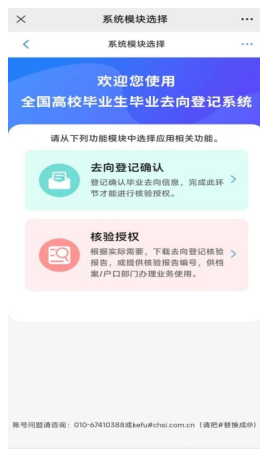 系统模块选择
系统模块选择
欢迎您使用
全国高校毕业生毕业去向登记系统
请从下列功能模块中选择应用相关功能。
去向登记确认
登记确认毕业去向信息，完成此环
节才能进行核验授权。
核验授权
根据实际需要，下载去向登记核验
报告，或提供核验报告编号，供档
案/户口部门办理业务使用。
账号问题请咨询：010-67410388或kefu#chsi.com.cn（请把#替换成@）